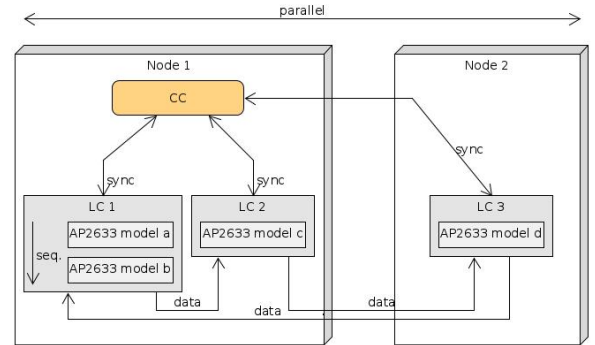 parallel
Node 1
Node 2
CC
sync
sync
sync
LC 1
LC 2
LC 3
AP2633 model a
AP2633 model c
AP2633 model d
seq.
AP2633 model b
data
data
data